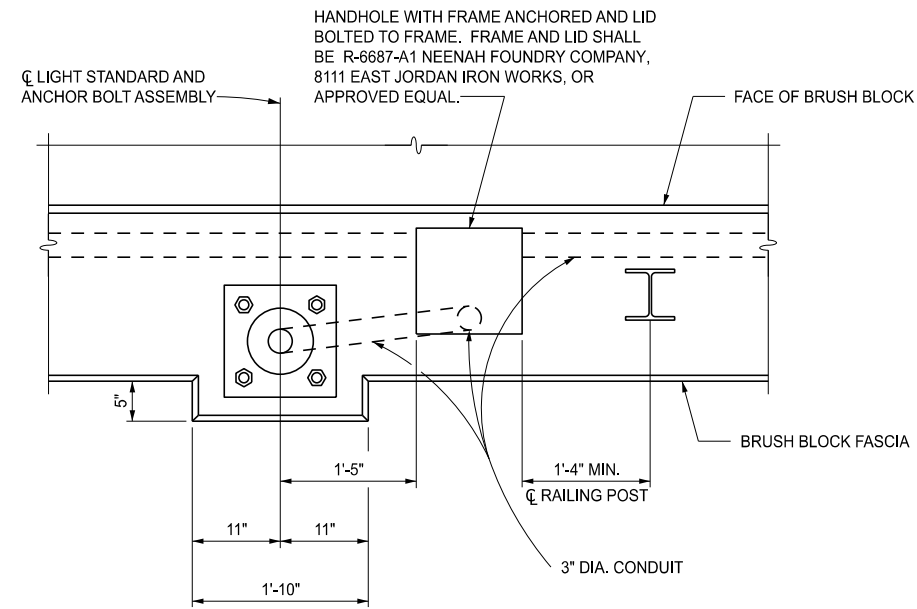 HANDHOLE WITH FRAME ANCHORED AND LID
BOLTED TO FRAME. FRAME AND LID SHALL
BE R-6687-A1 NEENAH FOUNDRY COMPANY,
8111 EAST JORDAN IRON WORKS, OR
APPROVED EQUAL.
℄ LIGHT STANDARD AND
ANCHOR BOLT ASSEMBLY
FACE OF BRUSH BLOCK
5"
BRUSH BLOCK FASCIA
1'-5"
1'-4" MIN.
℄ RAILING POST
11"
11"
3" DIA. CONDUIT
1'-10"